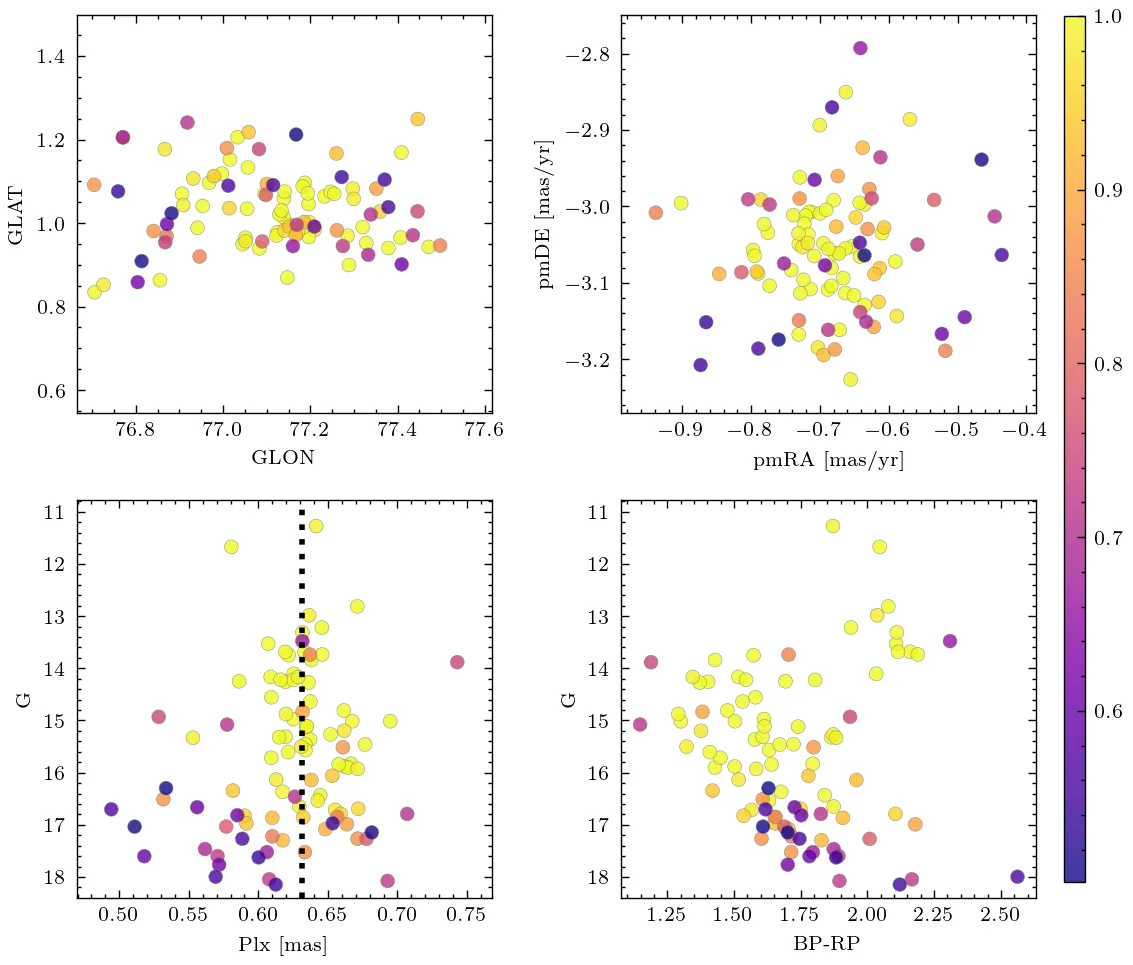 1.4
1.2
1.0
0.8
0.6
GLAT
76.8 77.0 77.2 77.4 77.6
GLON
−2.8
−2.9
−3.0
−3.1
−3.2
pmDE [mas/yr]
−0.9 −0.8 −0.7 −0.6 −0.5 −0.4
pmRA [mas/yr]
1.0
0.9
0.8
0.7
0.6
11
12
13
14
15
16
17
18
G
0.50 0.55 0.60 0.65 0.70 0.75
Plx [mas]
11
12
13
14
15
16
17
18
G
1.25 1.50 1.75 2.00 2.25 2.50
BP-RP